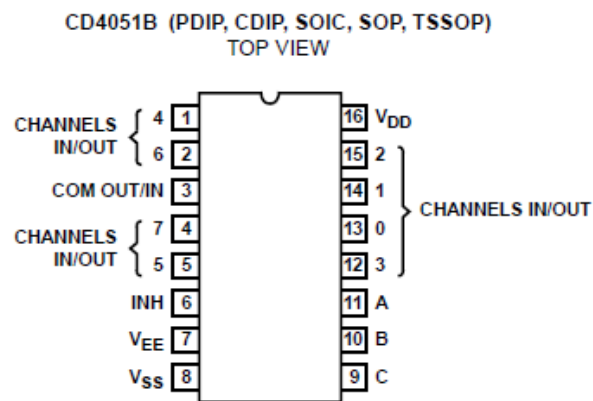 CD4051B (PDIP, CDIP, SOIC, SOP, TSSOP)
TOP VIEW
CHANNELS
IN/OUT
4 1
6 2
COM OUT/IN 3
CHANNELS
IN/OUT
7 4
5 5
INH 6
VEE 7
VSS 8
16 VDD
15 2
14 1
13 0
12 3
CHANNELS IN/OUT
11 A
10 B
9 C